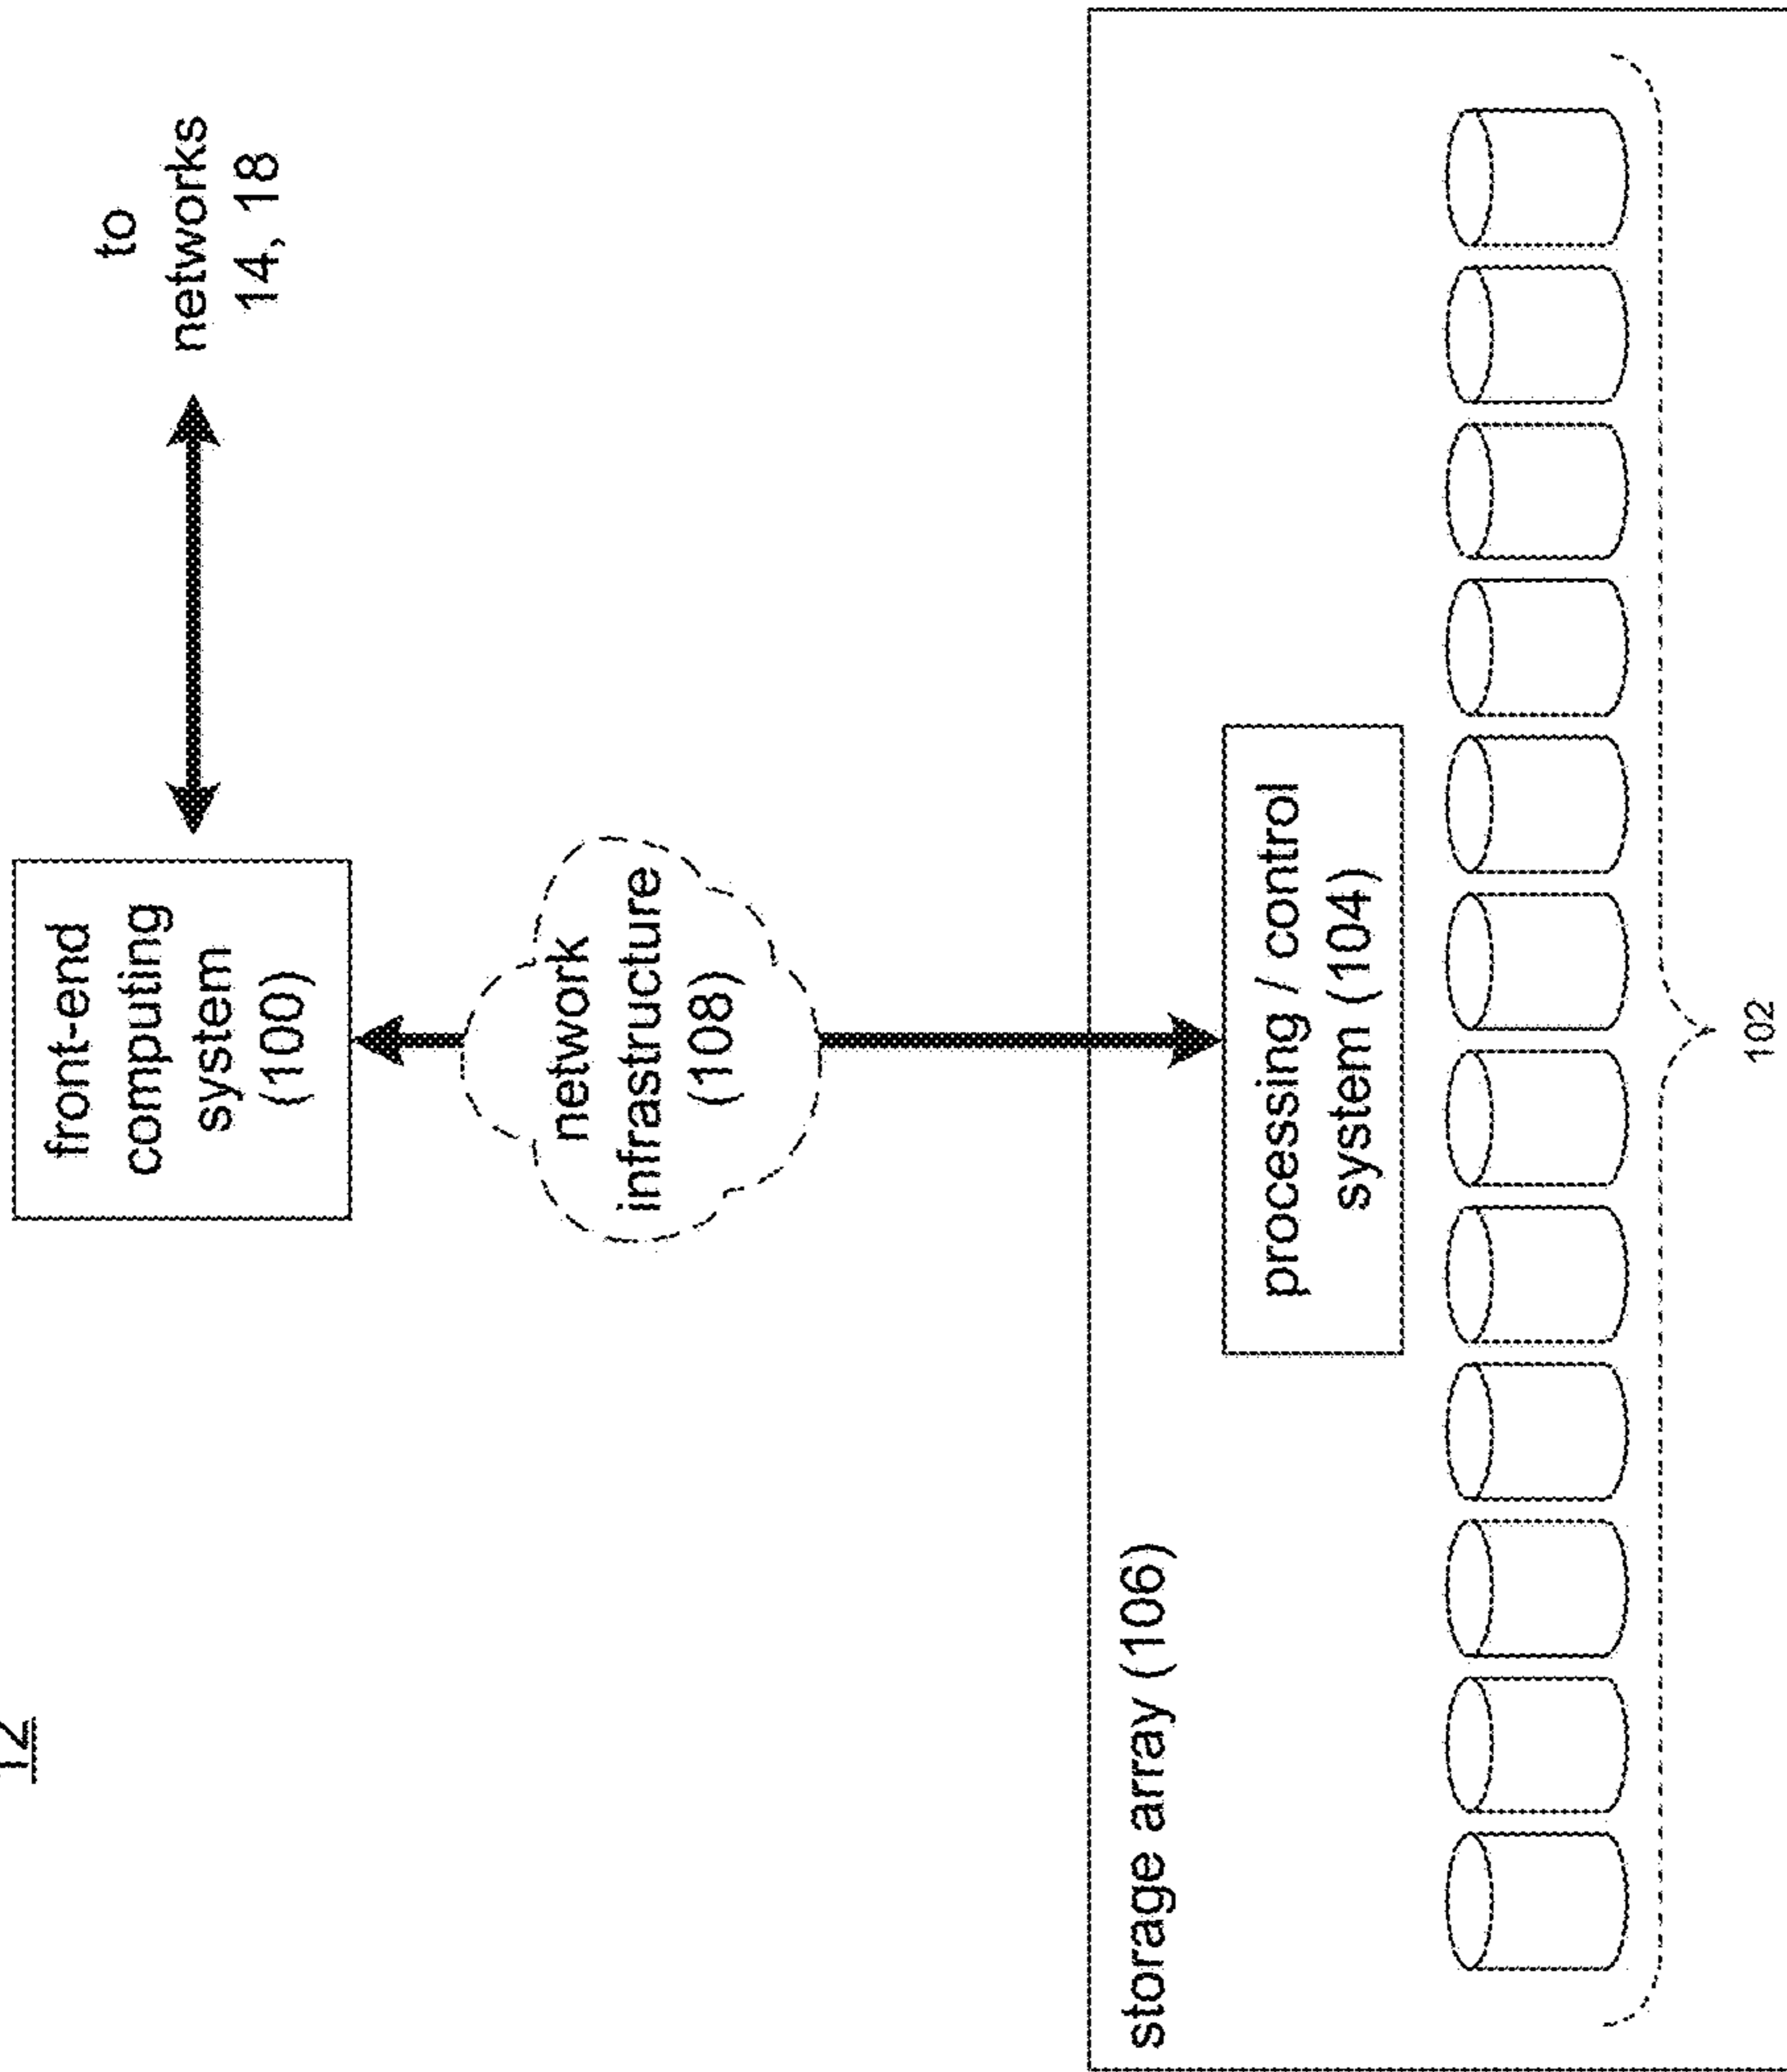 12
front-end
computing
system
(100)
to
networks
14, 18
network
infrastructure
(108)
storage array (106)
processing / control
system (104)
102